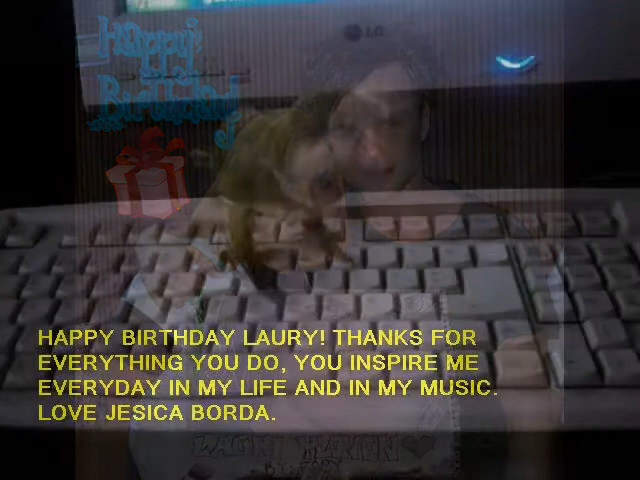 LG
Happy
Birthday
HAPPY BIRTHDAY LAURY! THANKS FOR
EVERYTHING YOU DO, YOU INSPIRE ME
EVERYDAY IN MY LIFE AND IN MY MUSIC.
LOVE JESICA BORDA.